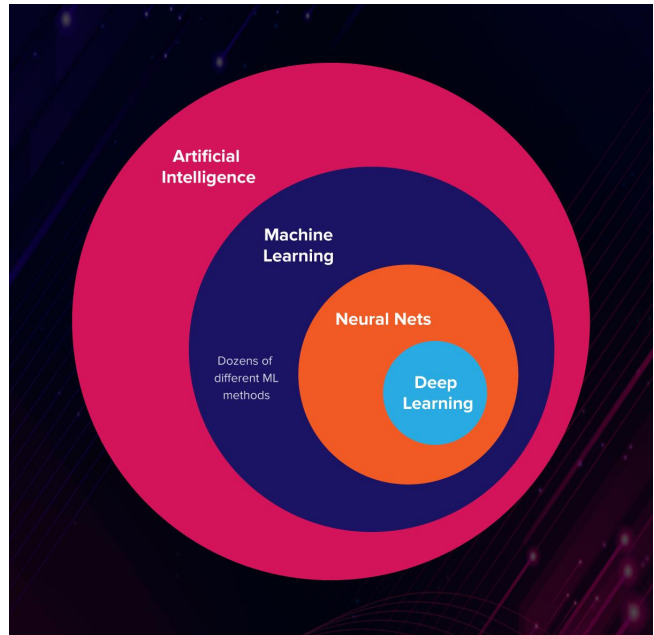 Artificial
Intelligence
Machine
Learning
Neural Nets
Dozens of
different ML
methods
Deep
Learning